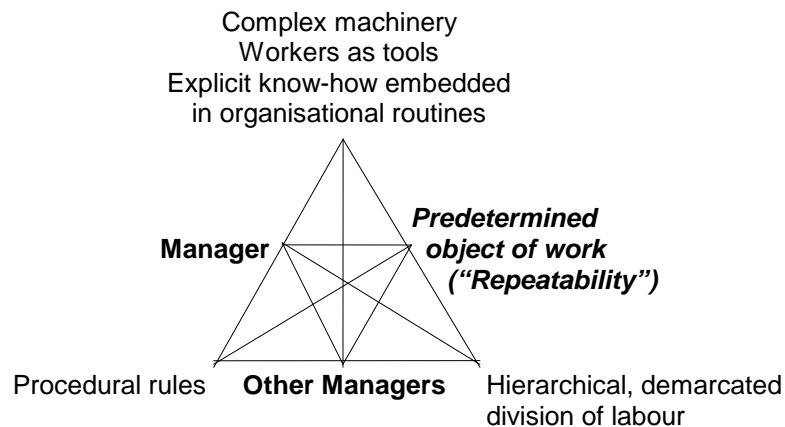 Complex machinery
Workers as tools
Explicit know-how embedded
in organisational routines
Manager
Predetermined
object of work
(“Repeatability”)
Procedural rules
Other Managers
Hierarchical, demarcated
division of labour